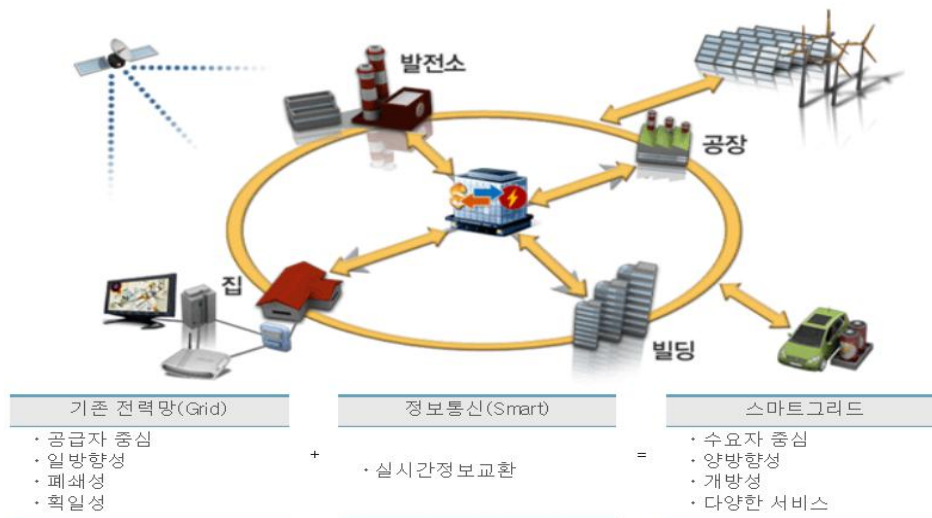 발전소
공장
집
빌딩
기존 전력망(Grid)
· 공급자 중심
· 일방향성
· 폐쇄성
· 획일성
+
정보통신(Smart)
· 실시간정보교환
=
스마트그리드
· 수요자 중심
· 양방향성
· 개방성
· 다양한 서비스